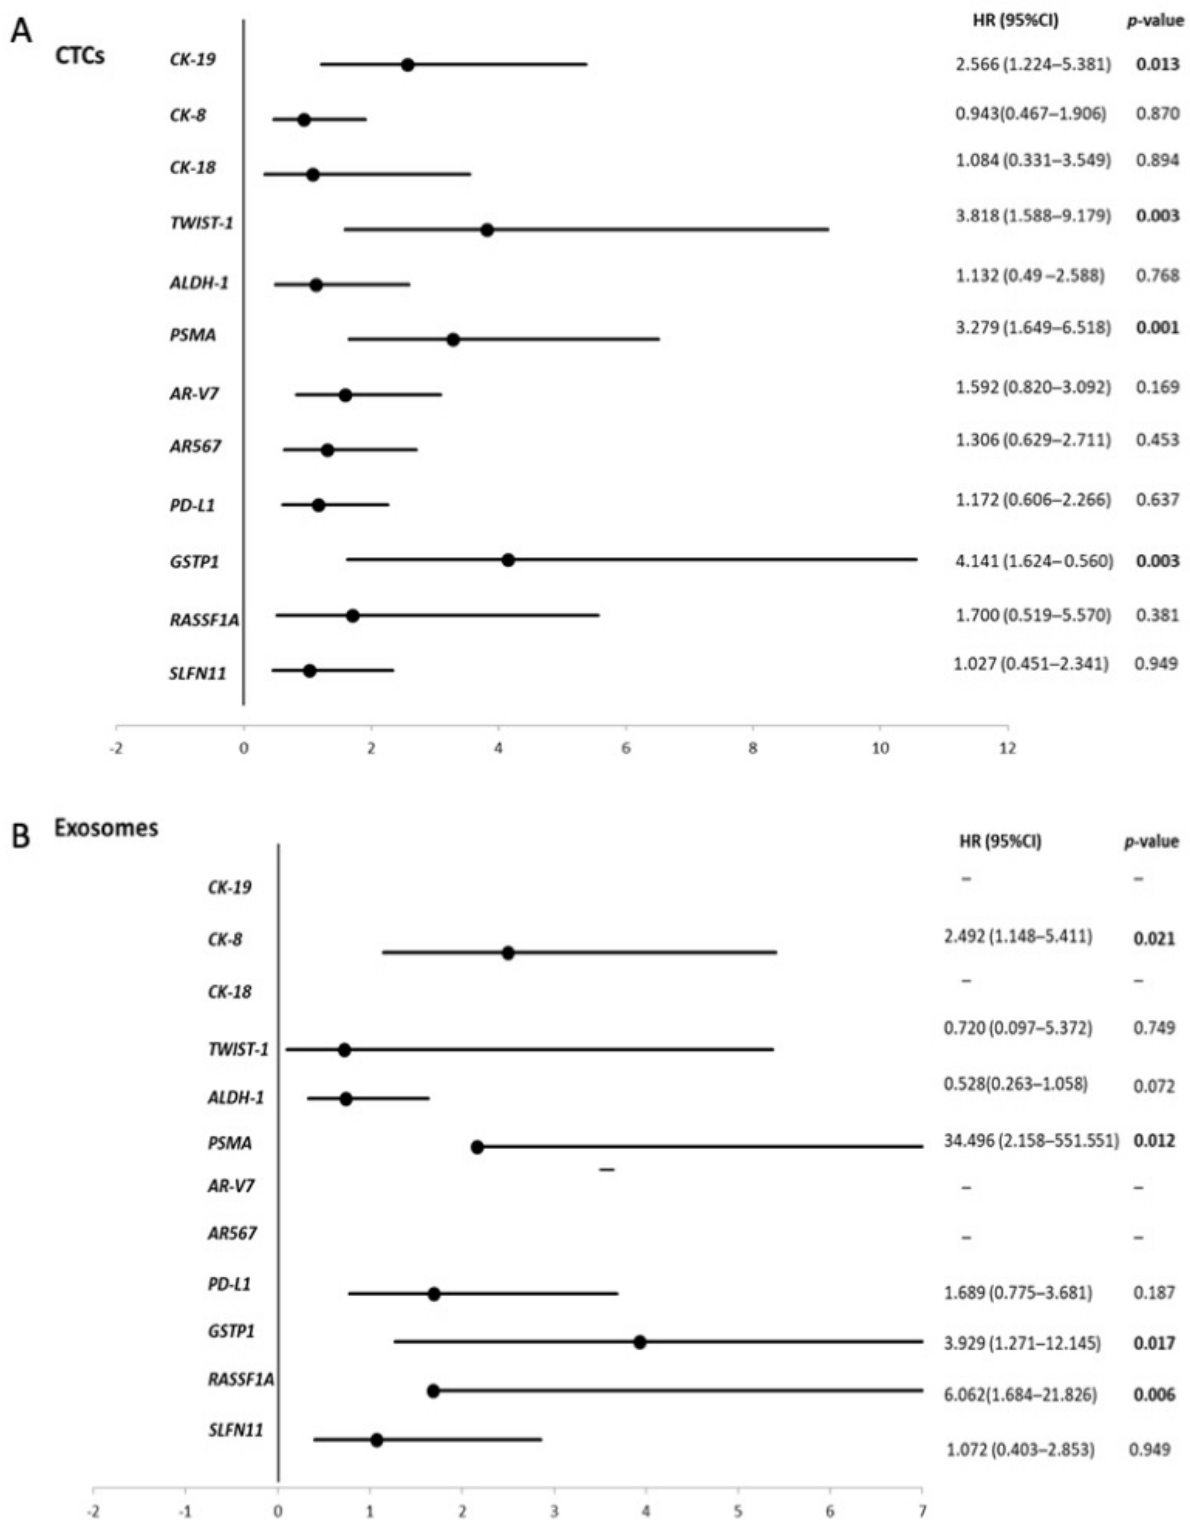 A
CTCs
HR (95%CI) p-value
CK-19 2.566 (1.224–5.381) 0.013
CK-8 0.943(0.467–1.906) 0.870
CK-18 1.084 (0.331–3.549) 0.894
TWIST-1 3.818 (1.588–9.179) 0.003
ALDH-1 1.132 (0.49–2.588) 0.768
PSMA 3.279 (1.649–6.518) 0.001
AR-V7 1.592 (0.820–3.092) 0.169
AR567 1.306 (0.629–2.711) 0.453
PD-L1 1.172 (0.606–2.266) 0.637
GSTP1 4.141 (1.624–0.560) 0.003
RASSF1A 1.700 (0.519–5.570) 0.381
SLFN11 1.027 (0.451–2.341) 0.949
-2 0 2 4 6 8 10 12
B
Exosomes
HR (95%CI) p-value
CK-19 – –
CK-8 2.492 (1.148–5.411) 0.021
CK-18 – –
TWIST-1 0.720 (0.097–5.372) 0.749
ALDH-1 0.528(0.263–1.058) 0.072
PSMA 34.496 (2.158–551.551) 0.012
AR-V7 – –
AR567 – –
PD-L1 1.689 (0.775–3.681) 0.187
GSTP1 3.929 (1.271–12.145) 0.017
RASSF1A 6.062(1.684–21.826) 0.006
SLFN11 1.072 (0.403–2.853) 0.949
-2 -1 0 1 2 3 4 5 6 7